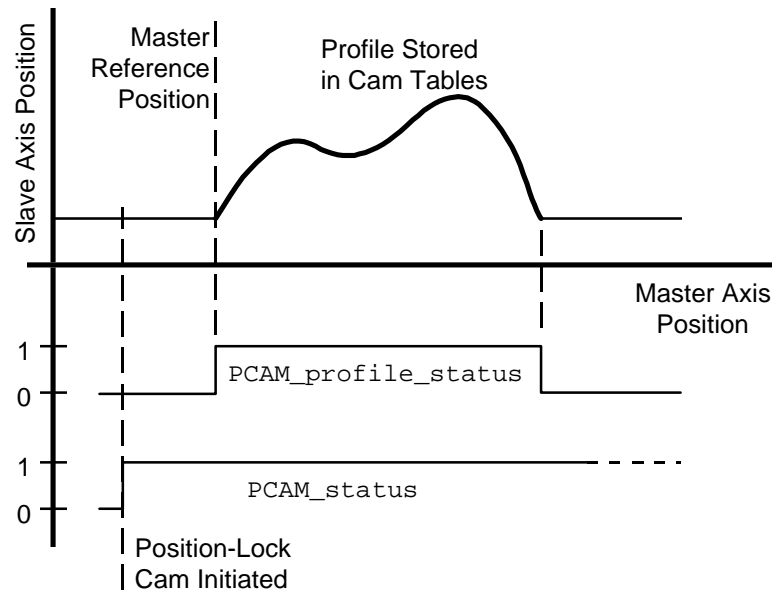 Master
Reference
Position
Profile Stored
in Cam Tables
Slave Axis Position
Master Axis
Position
1
PCAM_profile_status
0
1
PCAM_status
0
Position-Lock
Cam Initiated